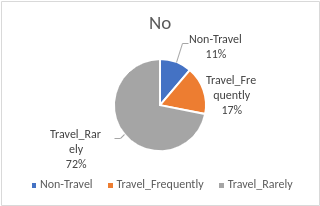 No
Non-Travel
11%
Travel_Fre
quently
17%
Travel_Rar
ely
72%
Non-Travel Travel_Frequently Travel_Rarely